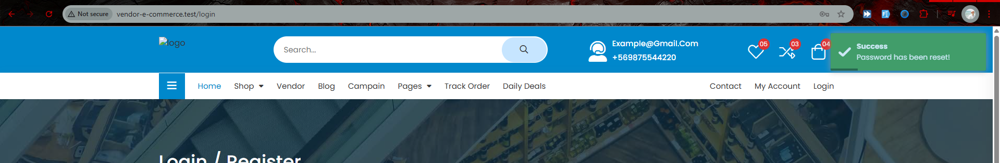 Not secure
vendor-e-commerce.test/login
logo
Search...
Example@Gmail.Com
+569875544220
05
03
04
Success
Password has been reset!
Home
Shop
Vendor
Blog
Campain
Pages
Track Order
Daily Deals
Contact
My Account
Login
Login / Register